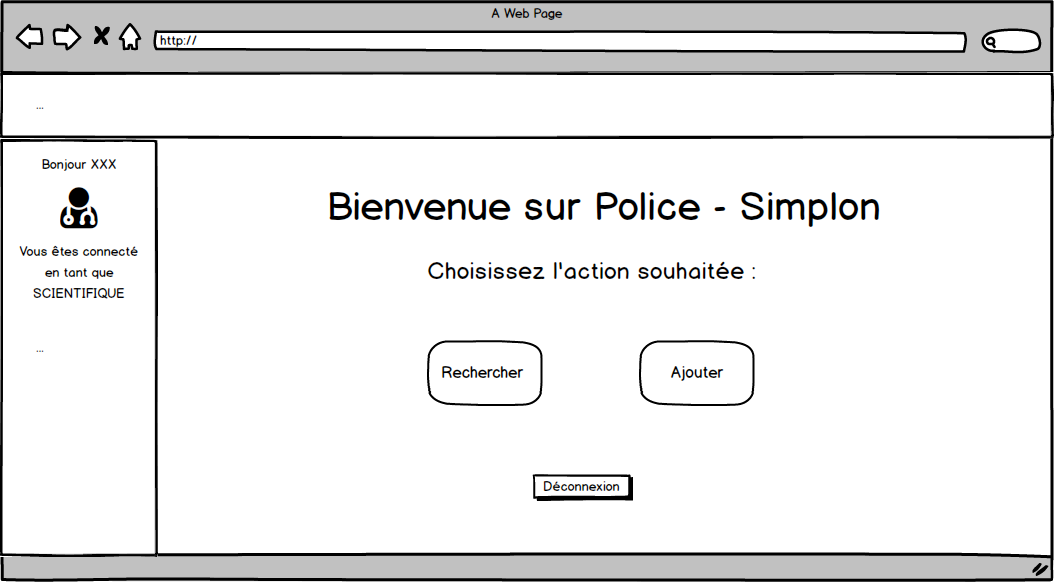 A Web Page
http://
...
Bonjour XXX
Vous êtes connecté
en tant que
SCIENTIFIQUE
...
Bienvenue sur Police - Simplon
Choisissez l'action souhaitée :
Rechercher
Ajouter
Déconnexion